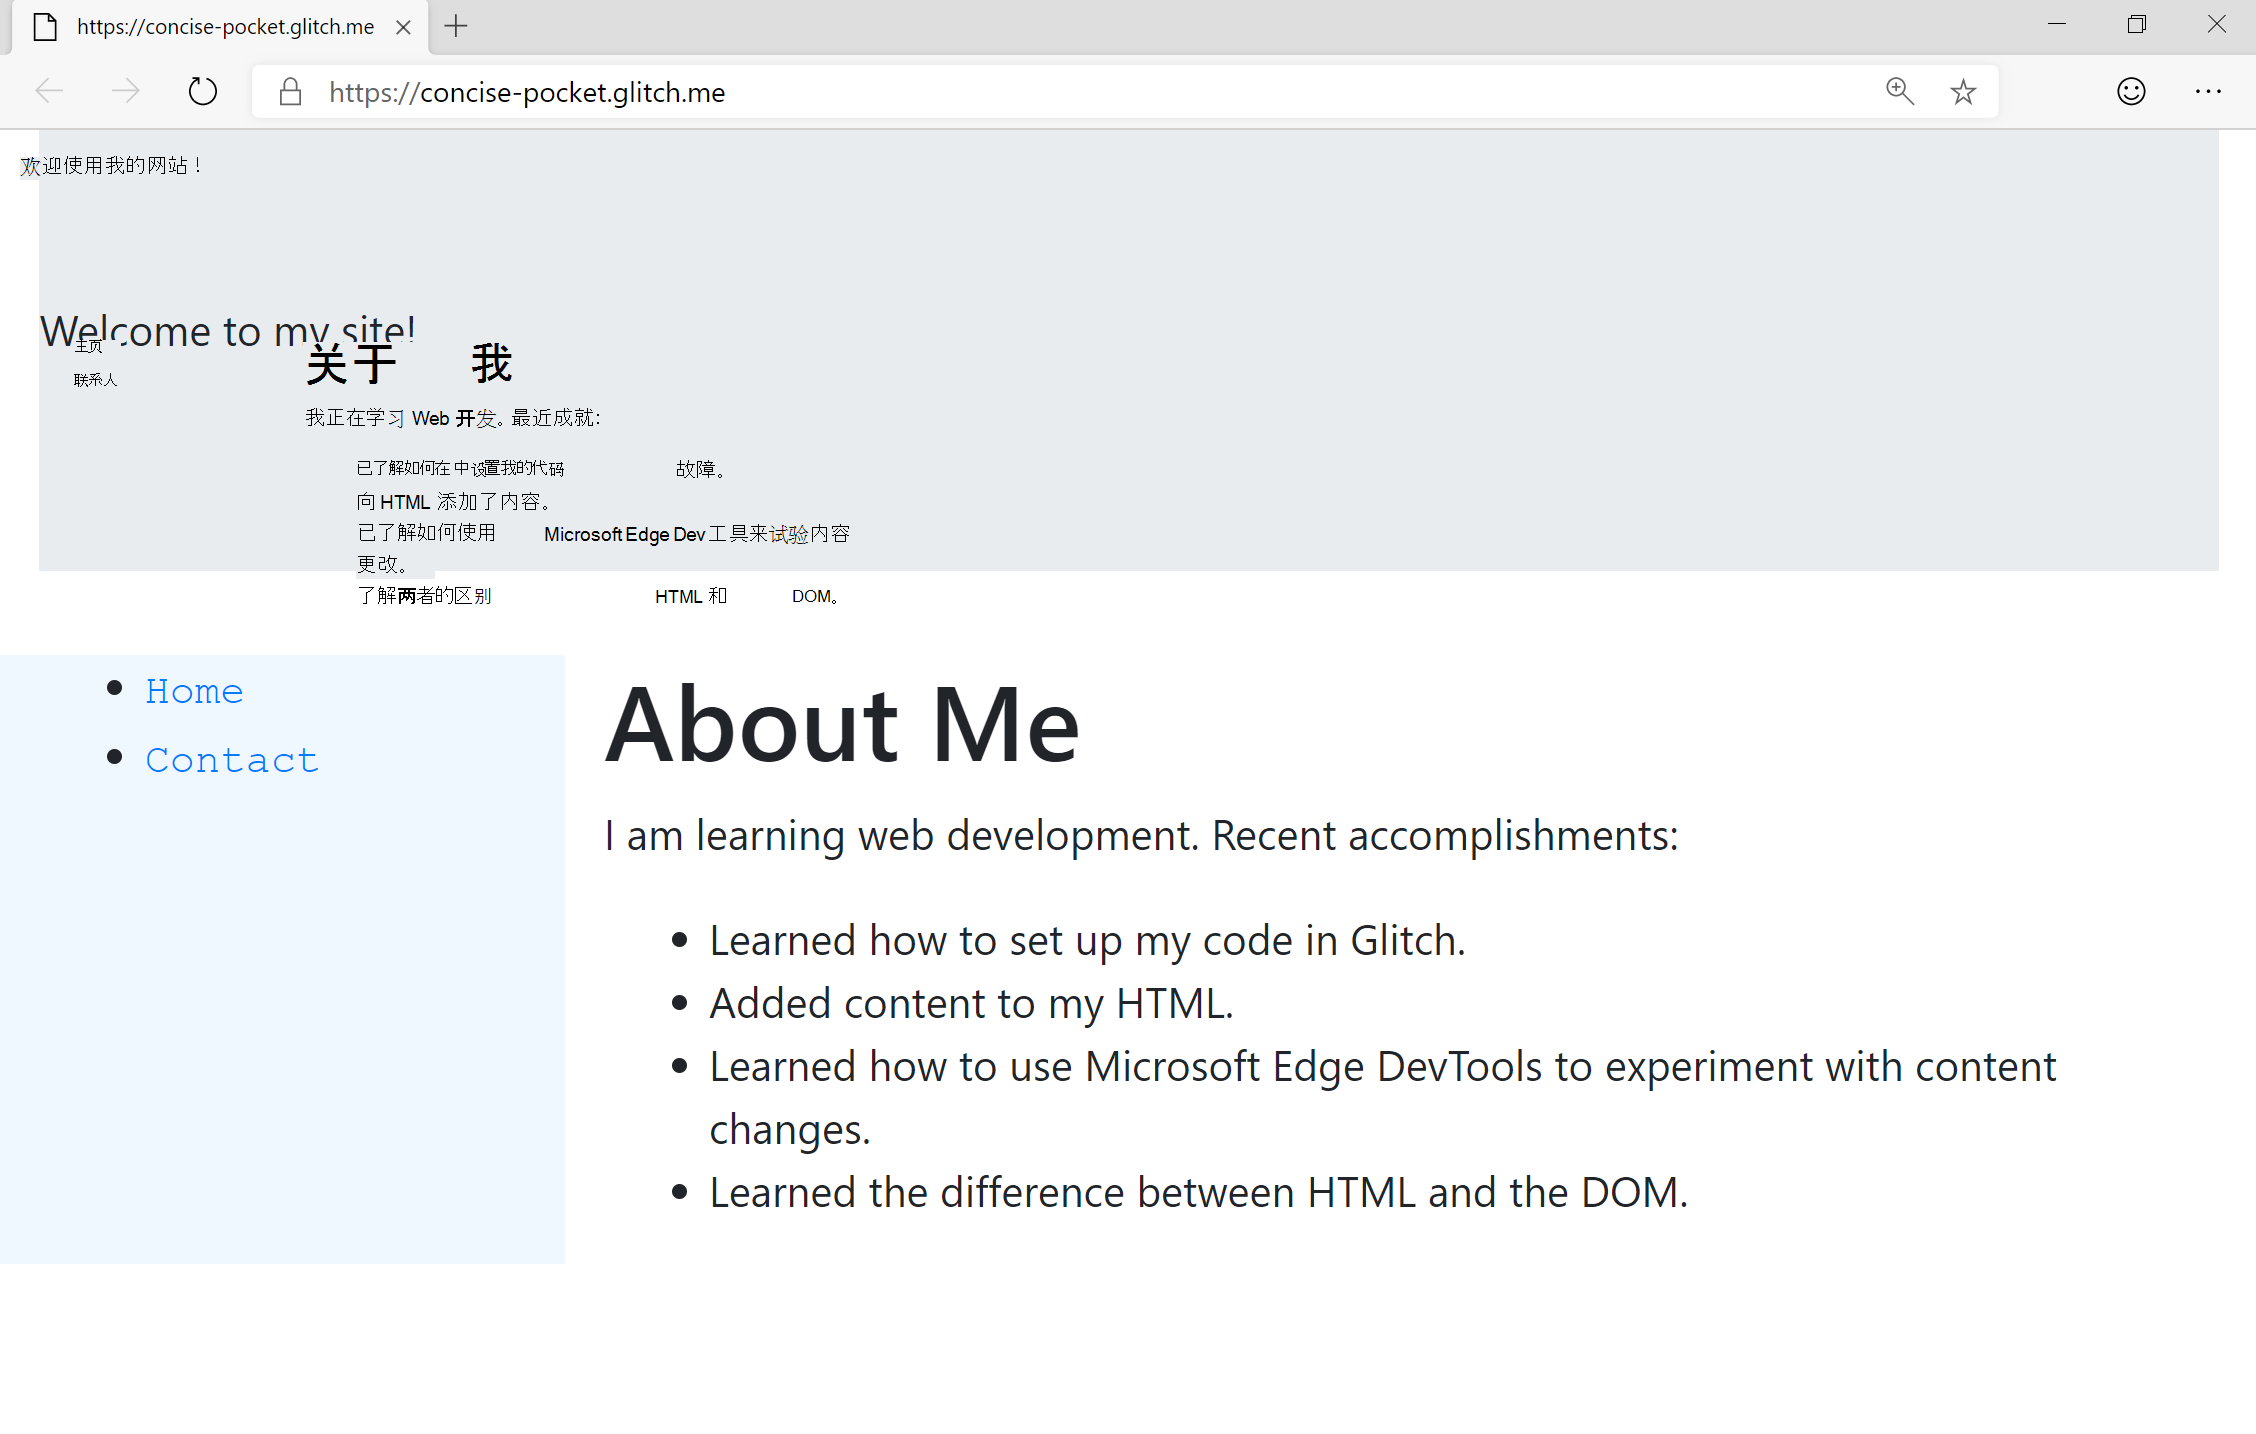 https://concise-pocket.glitch.me
https://concise-pocket.glitch.me
欢迎使用我的网站！
Welcome to my site!
主页
联系人
关于 我
我正在学习 Web 开发。最近成就：
已了解如何在 中设置我的代码 故障。
向 HTML 添加了内容。
已了解如何使用 Microsoft Edge Dev 工具来试验内容
更改。
了解两者的区别 HTML 和 DOM。
Home
Contact
About Me
I am learning web development. Recent accomplishments:
Learned how to set up my code in Glitch.
Added content to my HTML.
Learned how to use Microsoft Edge DevTools to experiment with content
changes.
Learned the difference between HTML and the DOM.